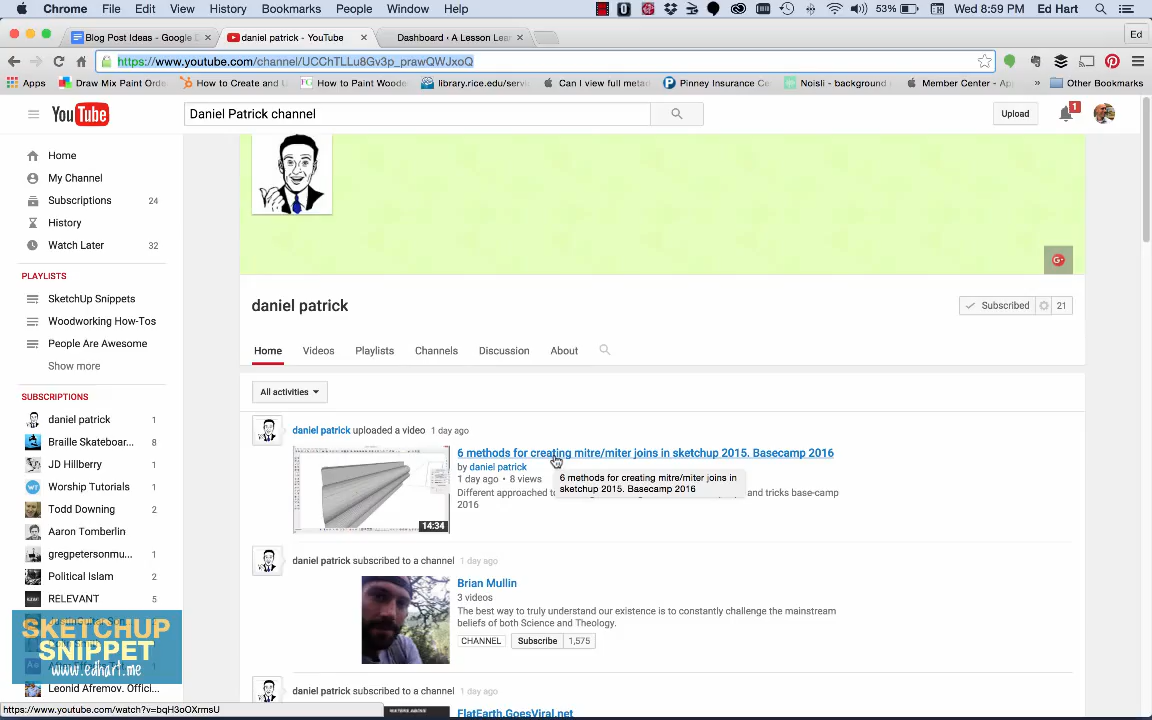 Chrome File Edit View History Bookmarks People Window Help 53% Wed 8:59 PM Ed Hart
Blog Post Ideas - Google D × daniel patrick - YouTube × Dashboard ‹ A Lesson Lea × Ed
https://www.youtube.com/channel/UCChTLLu8Gv3p_prawQWJxoQ
Apps Draw Mix Paint Orde How to Create and U How to Paint Woode library.rice.edu/servic Can I view full metad Pinney Insurance Ce Noisli - background Member Center - Ap » Other Bookmarks
YouTube Daniel Patrick channel Upload 1
Home
My Channel
Subscriptions 24
History
Watch Later 32
PLAYLISTS
SketchUp Snippets
Woodworking How-Tos
People Are Awesome
Show more
SUBSCRIPTIONS
daniel patrick 1
Braille Skateboar... 8
JD Hillberry 4
Worship Tutorials 2
Todd Downing 2
Aaron Tomberlin
gregpetersonmu... 1
Political Islam 2
RELEVANT 5
SKETCHUP
SNIPPET
www.edhart.me
Leonid Afremov. Offici...
G+
daniel patrick Subscribed 21
Home Videos Playlists Channels Discussion About
All activities
daniel patrick uploaded a video 1 day ago
6 methods for creating mitre/miter joins in sketchup 2015. Basecamp 2016
by daniel patrick
1 day ago • 8 views
Different approached to and tricks base-camp
2016
14:34
6 methods for creating mitre/miter joins in
sketchup 2015. Basecamp 2016
daniel patrick subscribed to a channel 1 day ago
Brian Mullin
3 videos
The best way to truly understand our existence is to constantly challenge the mainstream
beliefs of both Science and Theology.
CHANNEL Subscribe 1,575
daniel patrick subscribed to a channel 1 day ago
FlatEarth.GoesViral.net
https://www.youtube.com/watch?v=bqH3oOXrmsU